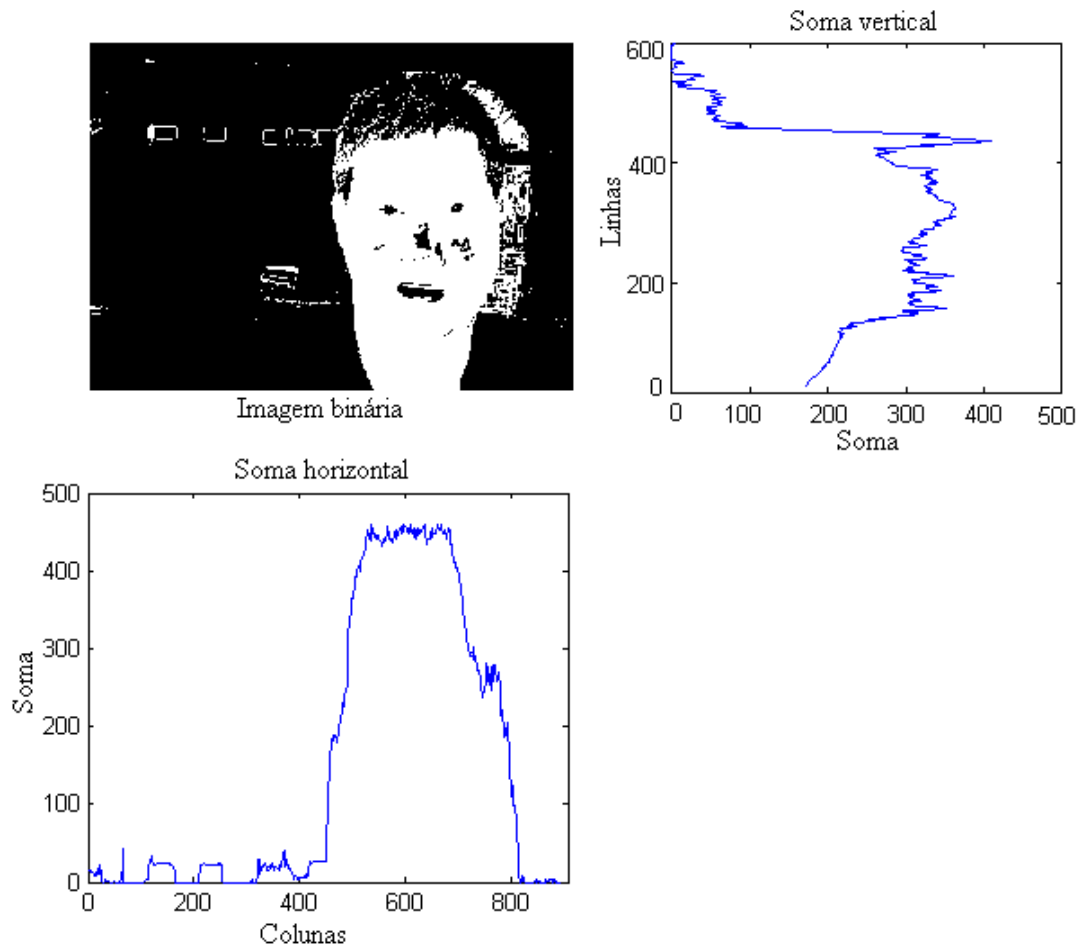 Soma vertical
600
400
200
0
Linhas
0 100 200 300 400 500
Soma
Imagem binária
Soma horizontal
500
400
300
200
100
0
Soma
0 200 400 600 800
Colunas